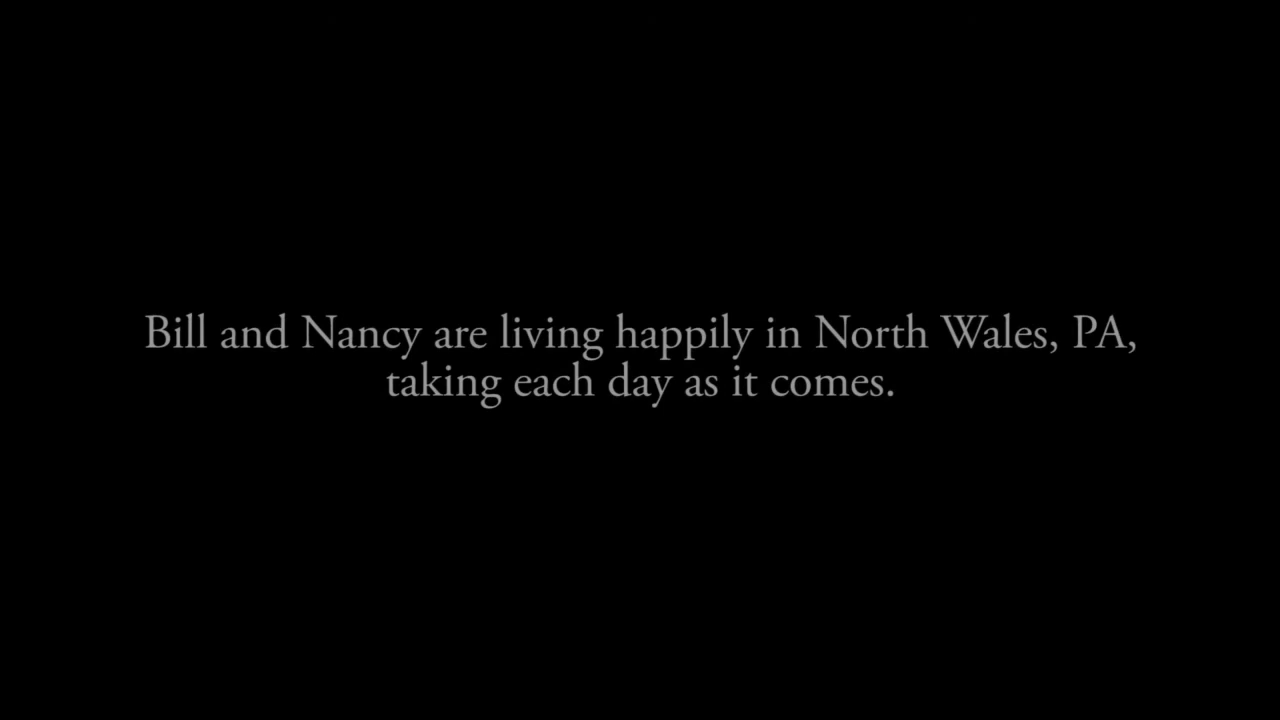 Bill and Nancy are living happily in North Wales, PA,
taking each day as it comes.